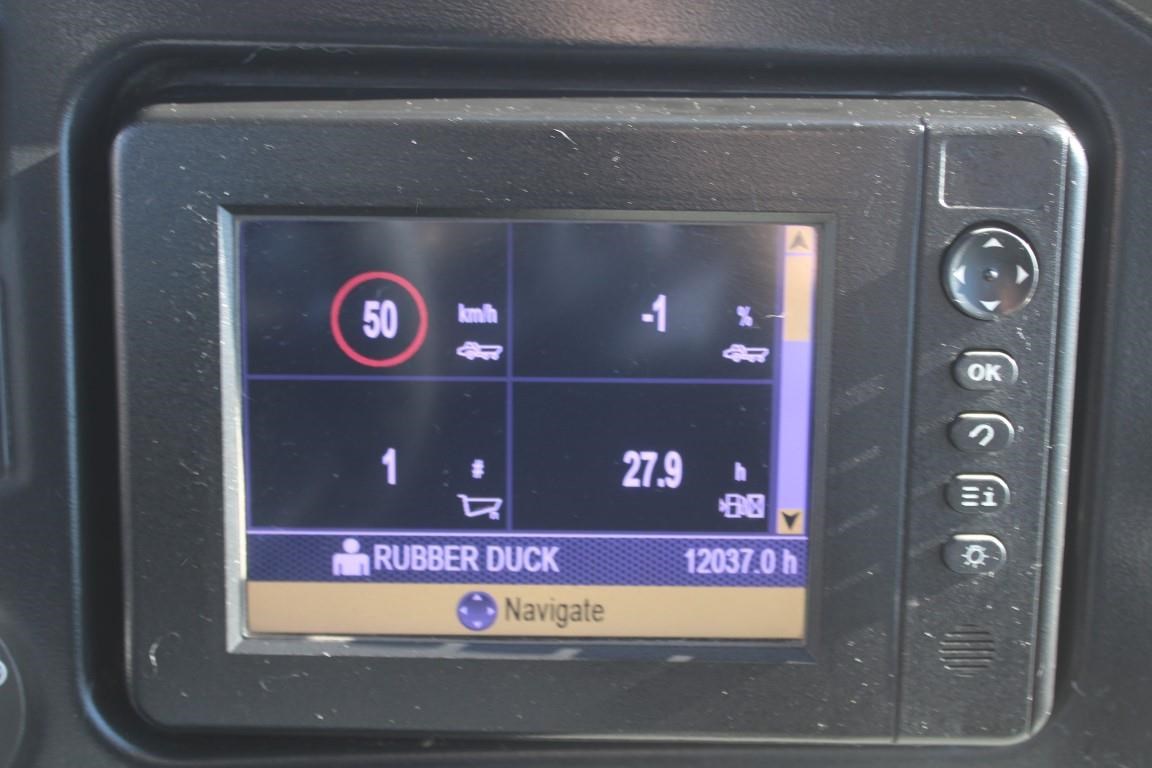 50 km/h
-1 %
1 #
27.9 h
RUBBER DUCK 12037.0 h
Navigate
OK
i